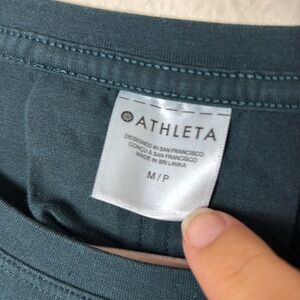 ATHLETA
DESIGNED IN SAN FRANCISCO
CONÇU À SAN FRANCISCO
MADE IN SRI LANKA
M/P